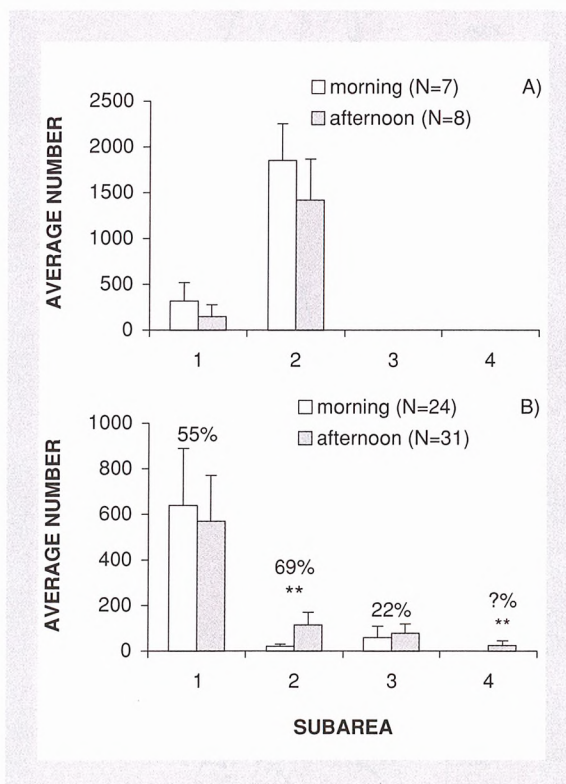 morning (N=7) A)
afternoon (N=8)
2500
2000
1500
1000
500
0
AVERAGE NUMBER
1 2 3 4
morning (N=24) B)
afternoon (N=31)
1000
800
600
400
200
0
AVERAGE NUMBER
55%
69%
**
22%
?%
**
1 2 3 4
SUBAREA